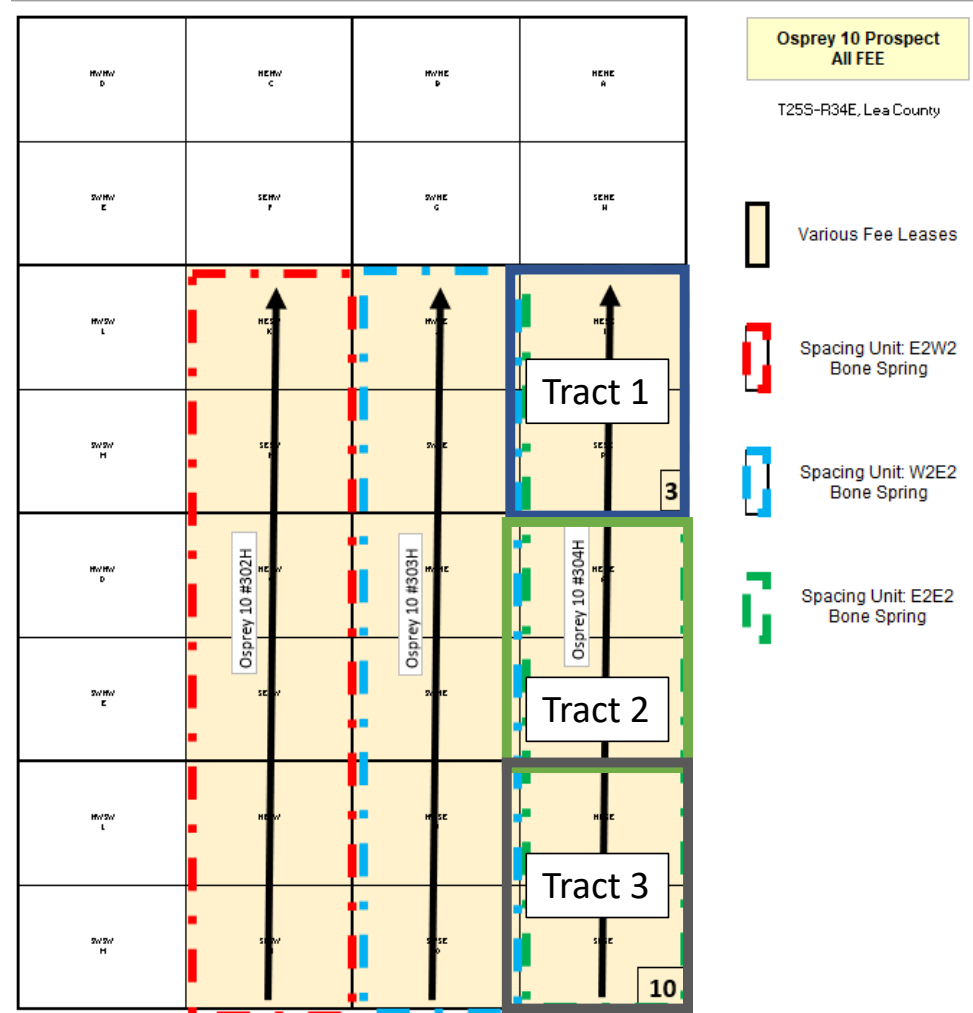 Osprey 10 Prospect
All FEE
T25S-R34E, Lea County
Various Fee Leases
Spacing Unit: E2W2
Bone Spring
Spacing Unit: W2E2
Bone Spring
Spacing Unit: E2E2
Bone Spring
NWNW
D
NENW
C
NWNE
B
NENE
A
SWNW
E
SENW
F
SWNE
G
SENE
H
NWSW
L
Tract 1
SWSW
M
3
NWNW
D
Osprey 10 #302H
Osprey 10 #303H
Osprey 10 #304H
SWNW
E
Tract 2
NWSW
L
Tract 3
SWSW
M
10